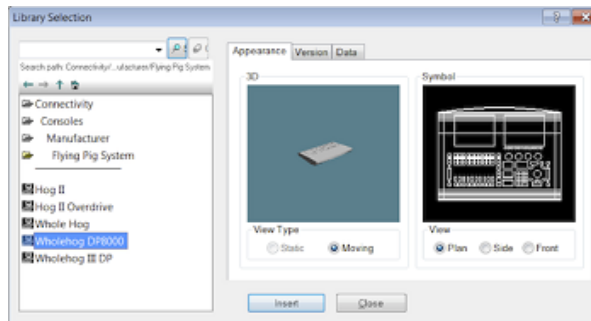 Library Selection
Search path: Connectivity/...ufacturer/Flying Pig System
Connectivity
Consoles
Manufacturer
Flying Pig System
Hog II
Hog II Overdrive
Whole Hog
Wholehog DP8000
Wholehog III DP
Appearance Version Data
3D
View Type
Static Moving
Symbol
View
Plan Side Front
Insert Close